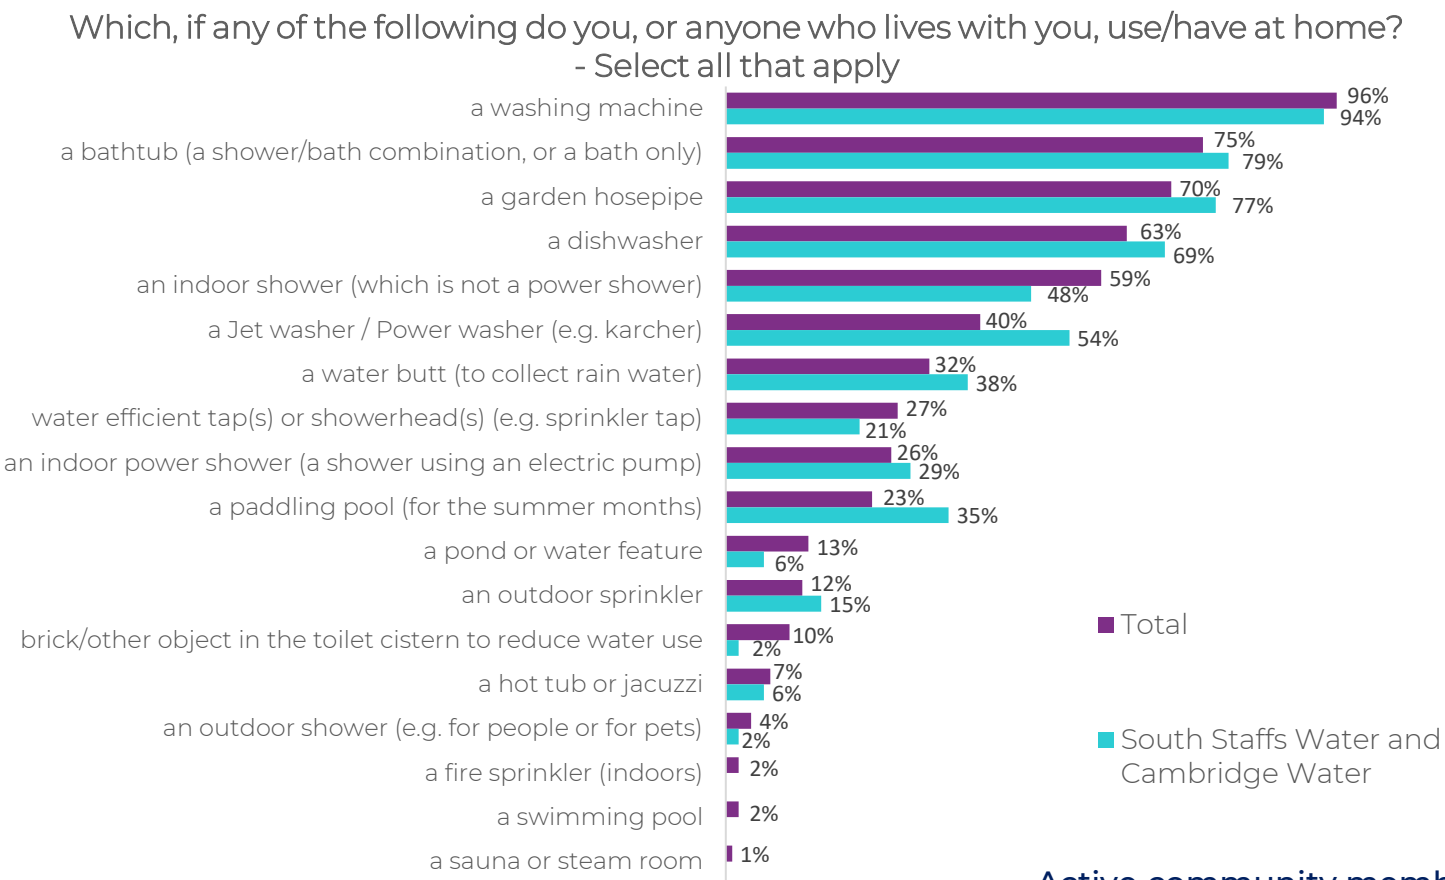 Which, if any of the following do you, or anyone who lives with you, use/have at home?
- Select all that apply
a washing machine
96%
94%
a bathtub (a shower/bath combination, or a bath only)
75%
79%
a garden hosepipe
70%
77%
a dishwasher
63%
69%
an indoor shower (which is not a power shower)
59%
48%
a Jet washer / Power washer (e.g. karcher)
40%
54%
a water butt (to collect rain water)
32%
38%
water efficient tap(s) or showerhead(s) (e.g. sprinkler tap)
27%
21%
an indoor power shower (a shower using an electric pump)
26%
29%
a paddling pool (for the summer months)
23%
35%
a pond or water feature
13%
6%
an outdoor sprinkler
12%
15%
brick/other object in the toilet cistern to reduce water use
10%
2%
a hot tub or jacuzzi
7%
6%
an outdoor shower (e.g. for people or for pets)
4%
2%
a fire sprinkler (indoors)
2%
a swimming pool
2%
a sauna or steam room
1%
Total
South Staffs Water and
Cambridge Water
Active community